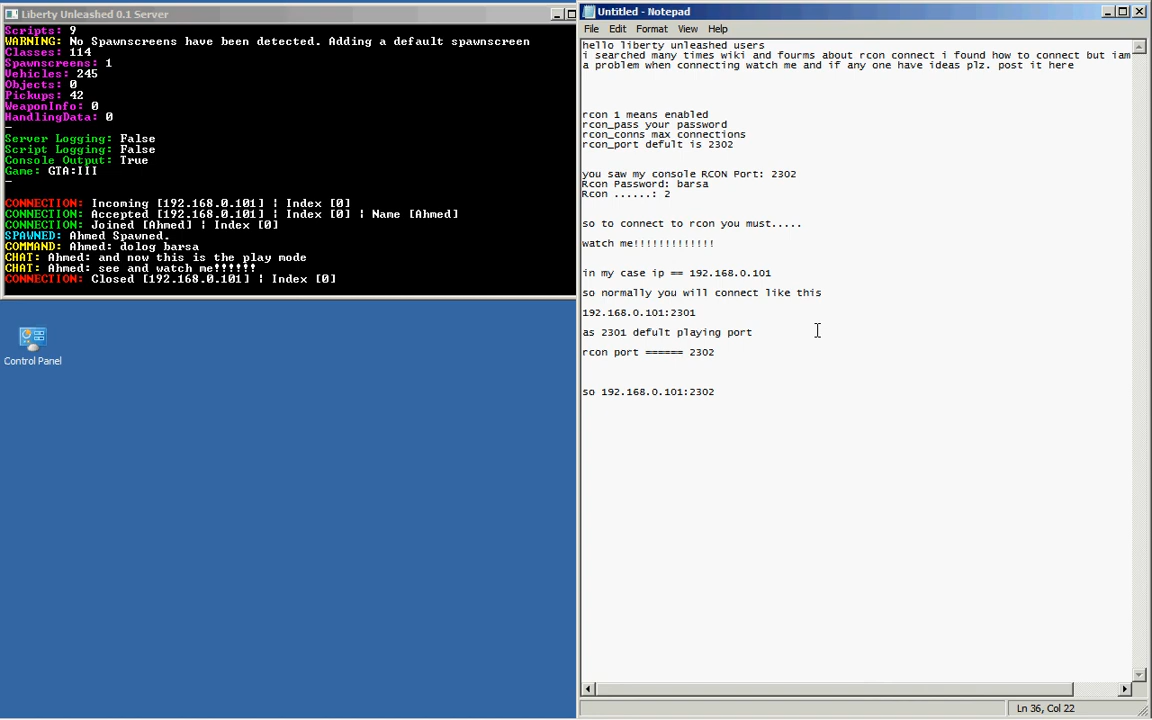 Liberty Unleashed 0.1 Server
Scripts: 9
WARNING: No Spawnscreens have been detected. Adding a default spawnscreen
Classes: 114
Spawnscreens: 1
Vehicles: 245
Objects: 0
Pickups: 42
WeaponInfo: 0
HandlingData: 0
-
Server Logging: False
Script Logging: False
Console Output: True
Game: GTA:III
-
CONNECTION: Incoming [192.168.0.101] ¦ Index [0]
CONNECTION: Accepted [192.168.0.101] ¦ Index [0] ¦ Name [Ahmed]
CONNECTION: Joined [Ahmed] ¦ Index [0]
SPAWNED: Ahmed Spawned.
COMMAND: Ahmed: dolog barsa
CHAT: Ahmed: and now this is the play mode
CHAT: Ahmed: see and watch me!!!!!!
CONNECTION: Closed [192.168.0.101] ¦ Index [0]
Control Panel
Untitled - Notepad
File Edit Format View Help
hello liberty unleashed users
i searched many times wiki and fourms about rcon connect i found how to connect but iam
a problem when connecting watch me and if any one have ideas plz. post it here
rcon 1 means enabled
rcon_pass your password
rcon_conns max connections
rcon_port defult is 2302
you saw my console RCON Port: 2302
Rcon Password: barsa
Rcon ......: 2
so to connect to rcon you must.....
watch me!!!!!!!!!!!!!
in my case ip == 192.168.0.101
so normally you will connect like this
192.168.0.101:2301
as 2301 defult playing port
rcon port ====== 2302
so 192.168.0.101:2302
Ln 36, Col 22